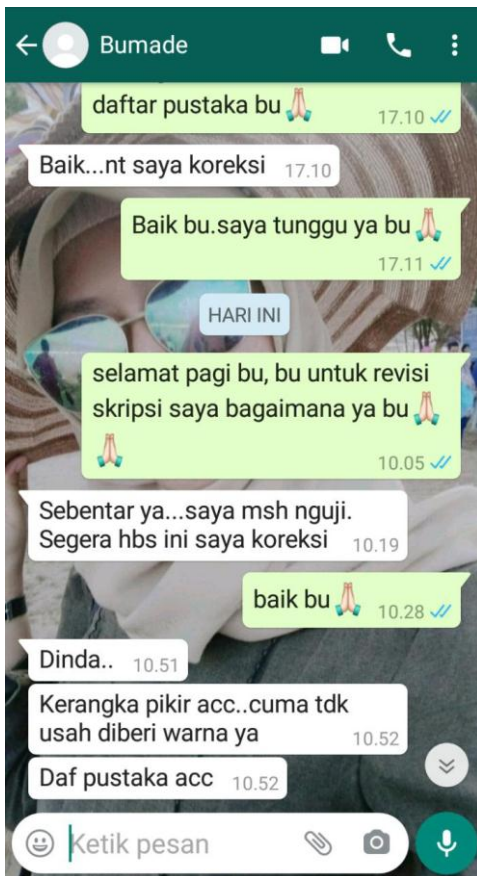 Bumade
daftar pustaka bu🙏
17.10
Baik...nt saya koreksi 17.10
Baik bu.saya tunggu ya bu🙏
17.11
HARI INI
selamat pagi bu, bu untuk revisi
skripsi saya bagaimana ya bu🙏
🙏
10.05
Sebentar ya...saya msh nguji.
Segera hbs ini saya koreksi 10.19
baik bu🙏 10.28
Dinda.. 10.51
Kerangka pikir acc..cuma tdk
usah diberi warna ya 10.52
Daf pustaka acc 10.52
Ketik pesan